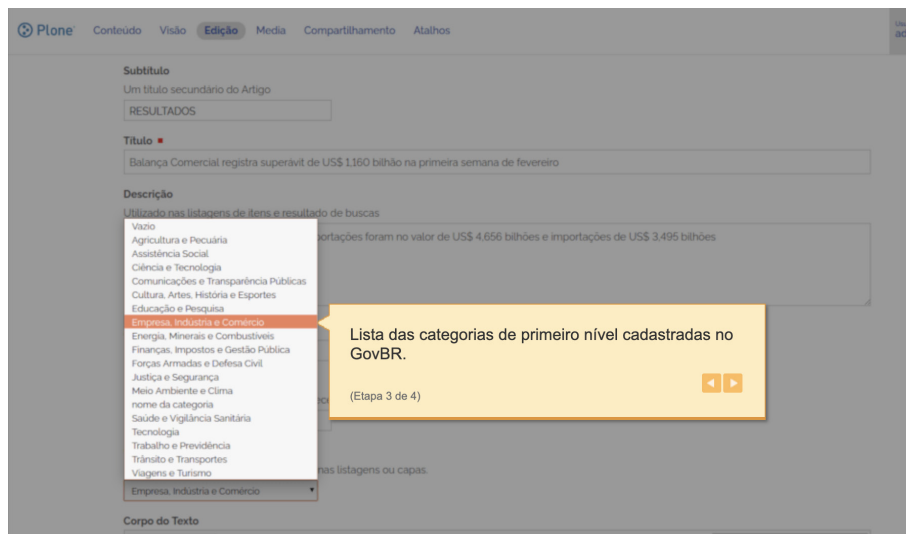 Plone Conteúdo Visão Edição Media Compartilhamento Atalhos
Subtítulo
Um título secundário do Artigo
RESULTADOS
Título
Balança Comercial registra superávit de US$ 1,160 bilhão na primeira semana de fevereiro
Descrição
Utilizado nas listagens de itens e resultado de buscas
portações foram no valor de US$ 4,656 bilhões e importações de US$ 3,495 bilhões
Vazio
Agricultura e Pecuária
Assistência Social
Ciência e Tecnologia
Comunicações e Transparência Públicas
Cultura, Artes, História e Esportes
Educação e Pesquisa
Empresa, Indústria e Comércio
Energia, Minerais e Combustíveis
Finanças, Impostos e Gestão Pública
Forças Armadas e Defesa Civil
Justiça e Segurança
Meio Ambiente e Clima
nome da categoria
Saúde e Vigilância Sanitária
Tecnologia
Trabalho e Previdência
Trânsito e Transportes
Viagens e Turismo
Lista das categorias de primeiro nível cadastradas no
GovBR.
(Etapa 3 de 4)
nas listagens ou capas.
Empresa, Indústria e Comércio
Corpo do Texto